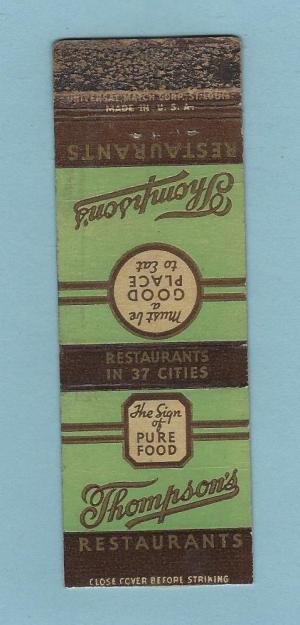 UNIVERSAL MATCH CORP., ST. LOUIS
MADE IN U. S. A.
RESTAURANTS
Thompson's
Must be
a
GOOD
PLACE
to Eat
RESTAURANTS
IN 37 CITIES
The Sign
of
PURE
FOOD
Thompson's
RESTAURANTS
CLOSE COVER BEFORE STRIKING